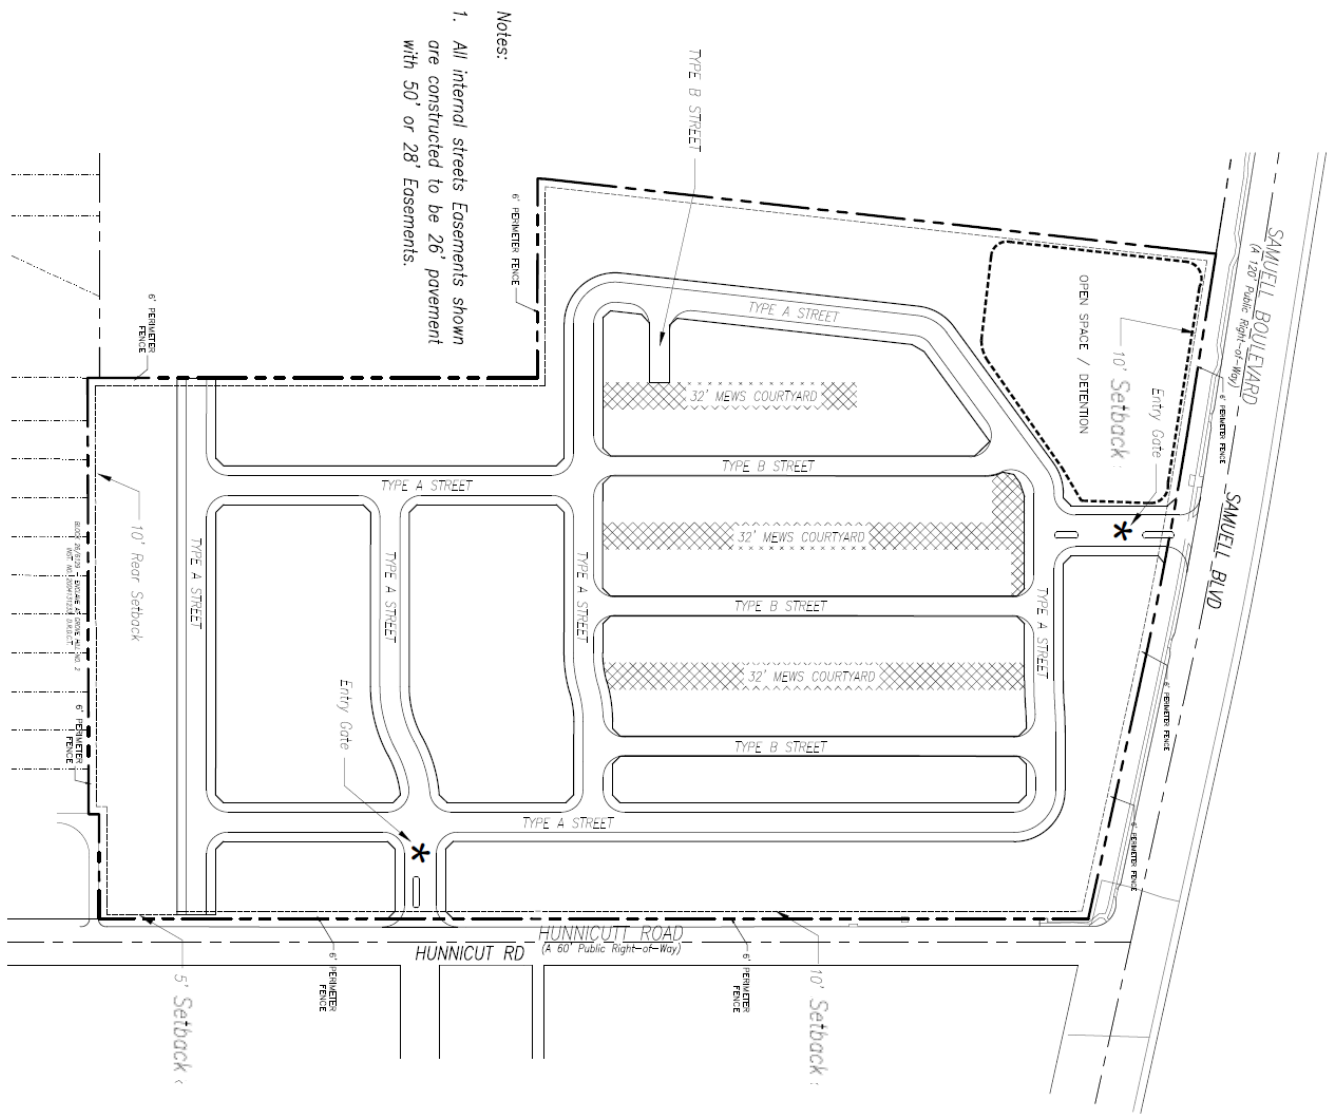 Notes:
1. All internal streets Easements shown
are constructed to be 26' pavement
with 50' or 28' Easements.
TYPE B STREET
6' PERIMETER FENCE
6' PERIMETER
FENCE
SAMUELL BOULEVARD
(A 120' Public Right-of-Way)
SAMUELL BLVD
OPEN SPACE / DETENTION
10' Setback
Entry Gate
6' PERIMETER FENCE
TYPE A STREET
32' MEWS COURTYARD
TYPE B STREET
TYPE A STREET
32' MEWS COURTYARD
TYPE A STREET
TYPE A STREET
TYPE A STREET
TYPE B STREET
TYPE A STREET
32' MEWS COURTYARD
TYPE B STREET
TYPE A STREET
10' Rear Setback
Entry Gate
6' PERIMETER
FENCE
6' PERIMETER FENCE
6' PERIMETER FENCE
HUNNICUTT ROAD
(A 60' Public Right-of-Way)
HUNNICUT RD
6' PERIMETER
FENCE
6' PERIMETER
FENCE
5' Setback
10' Setback